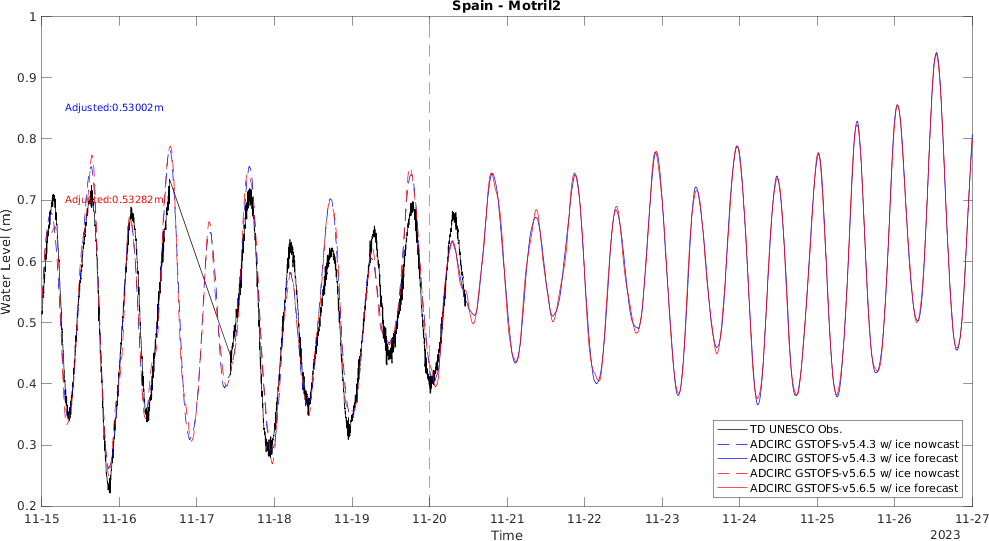 Spain - Motril2
1
0.9
0.8
0.7
0.6
0.5
0.4
0.3
0.2
Water Level (m)
Adjusted:0.53002m
Adjusted:0.53282m
TD UNESCO Obs.
ADCIRC GSTOFS-v5.4.3 w/ ice nowcast
ADCIRC GSTOFS-v5.4.3 w/ ice forecast
ADCIRC GSTOFS-v5.6.5 w/ ice nowcast
ADCIRC GSTOFS-v5.6.5 w/ ice forecast
11-15 11-16 11-17 11-18 11-19 11-20 11-21 11-22 11-23 11-24 11-25 11-26 11-27
Time
2023